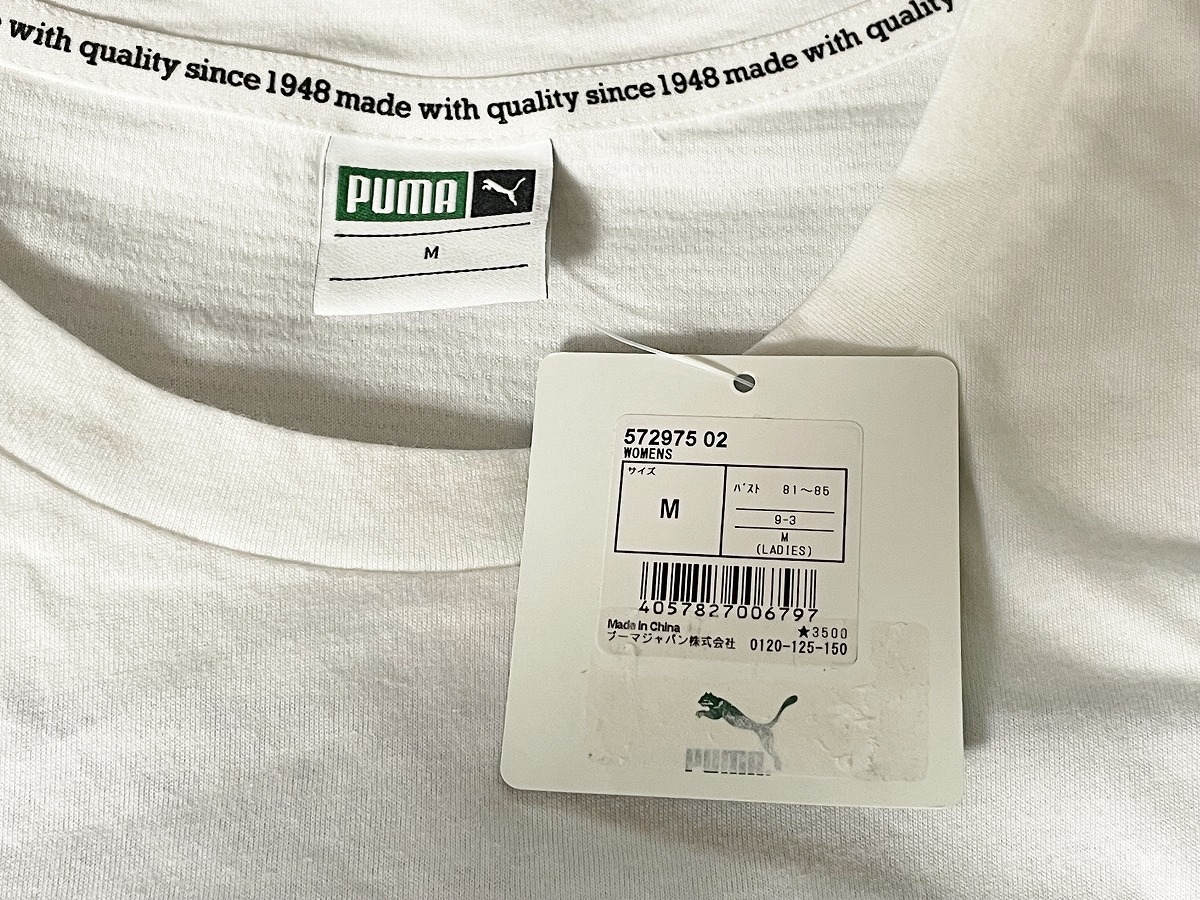 with quality since 1948 made with quality since 1948 made with quality
PUMA
M
572975 02
WOMENS
サイズ
M
バスト 81～85
9-3
M
(LADIES)
4057827006797
Made in China
★3500
プーマジャパン株式会社 0120-125-150
PUMA